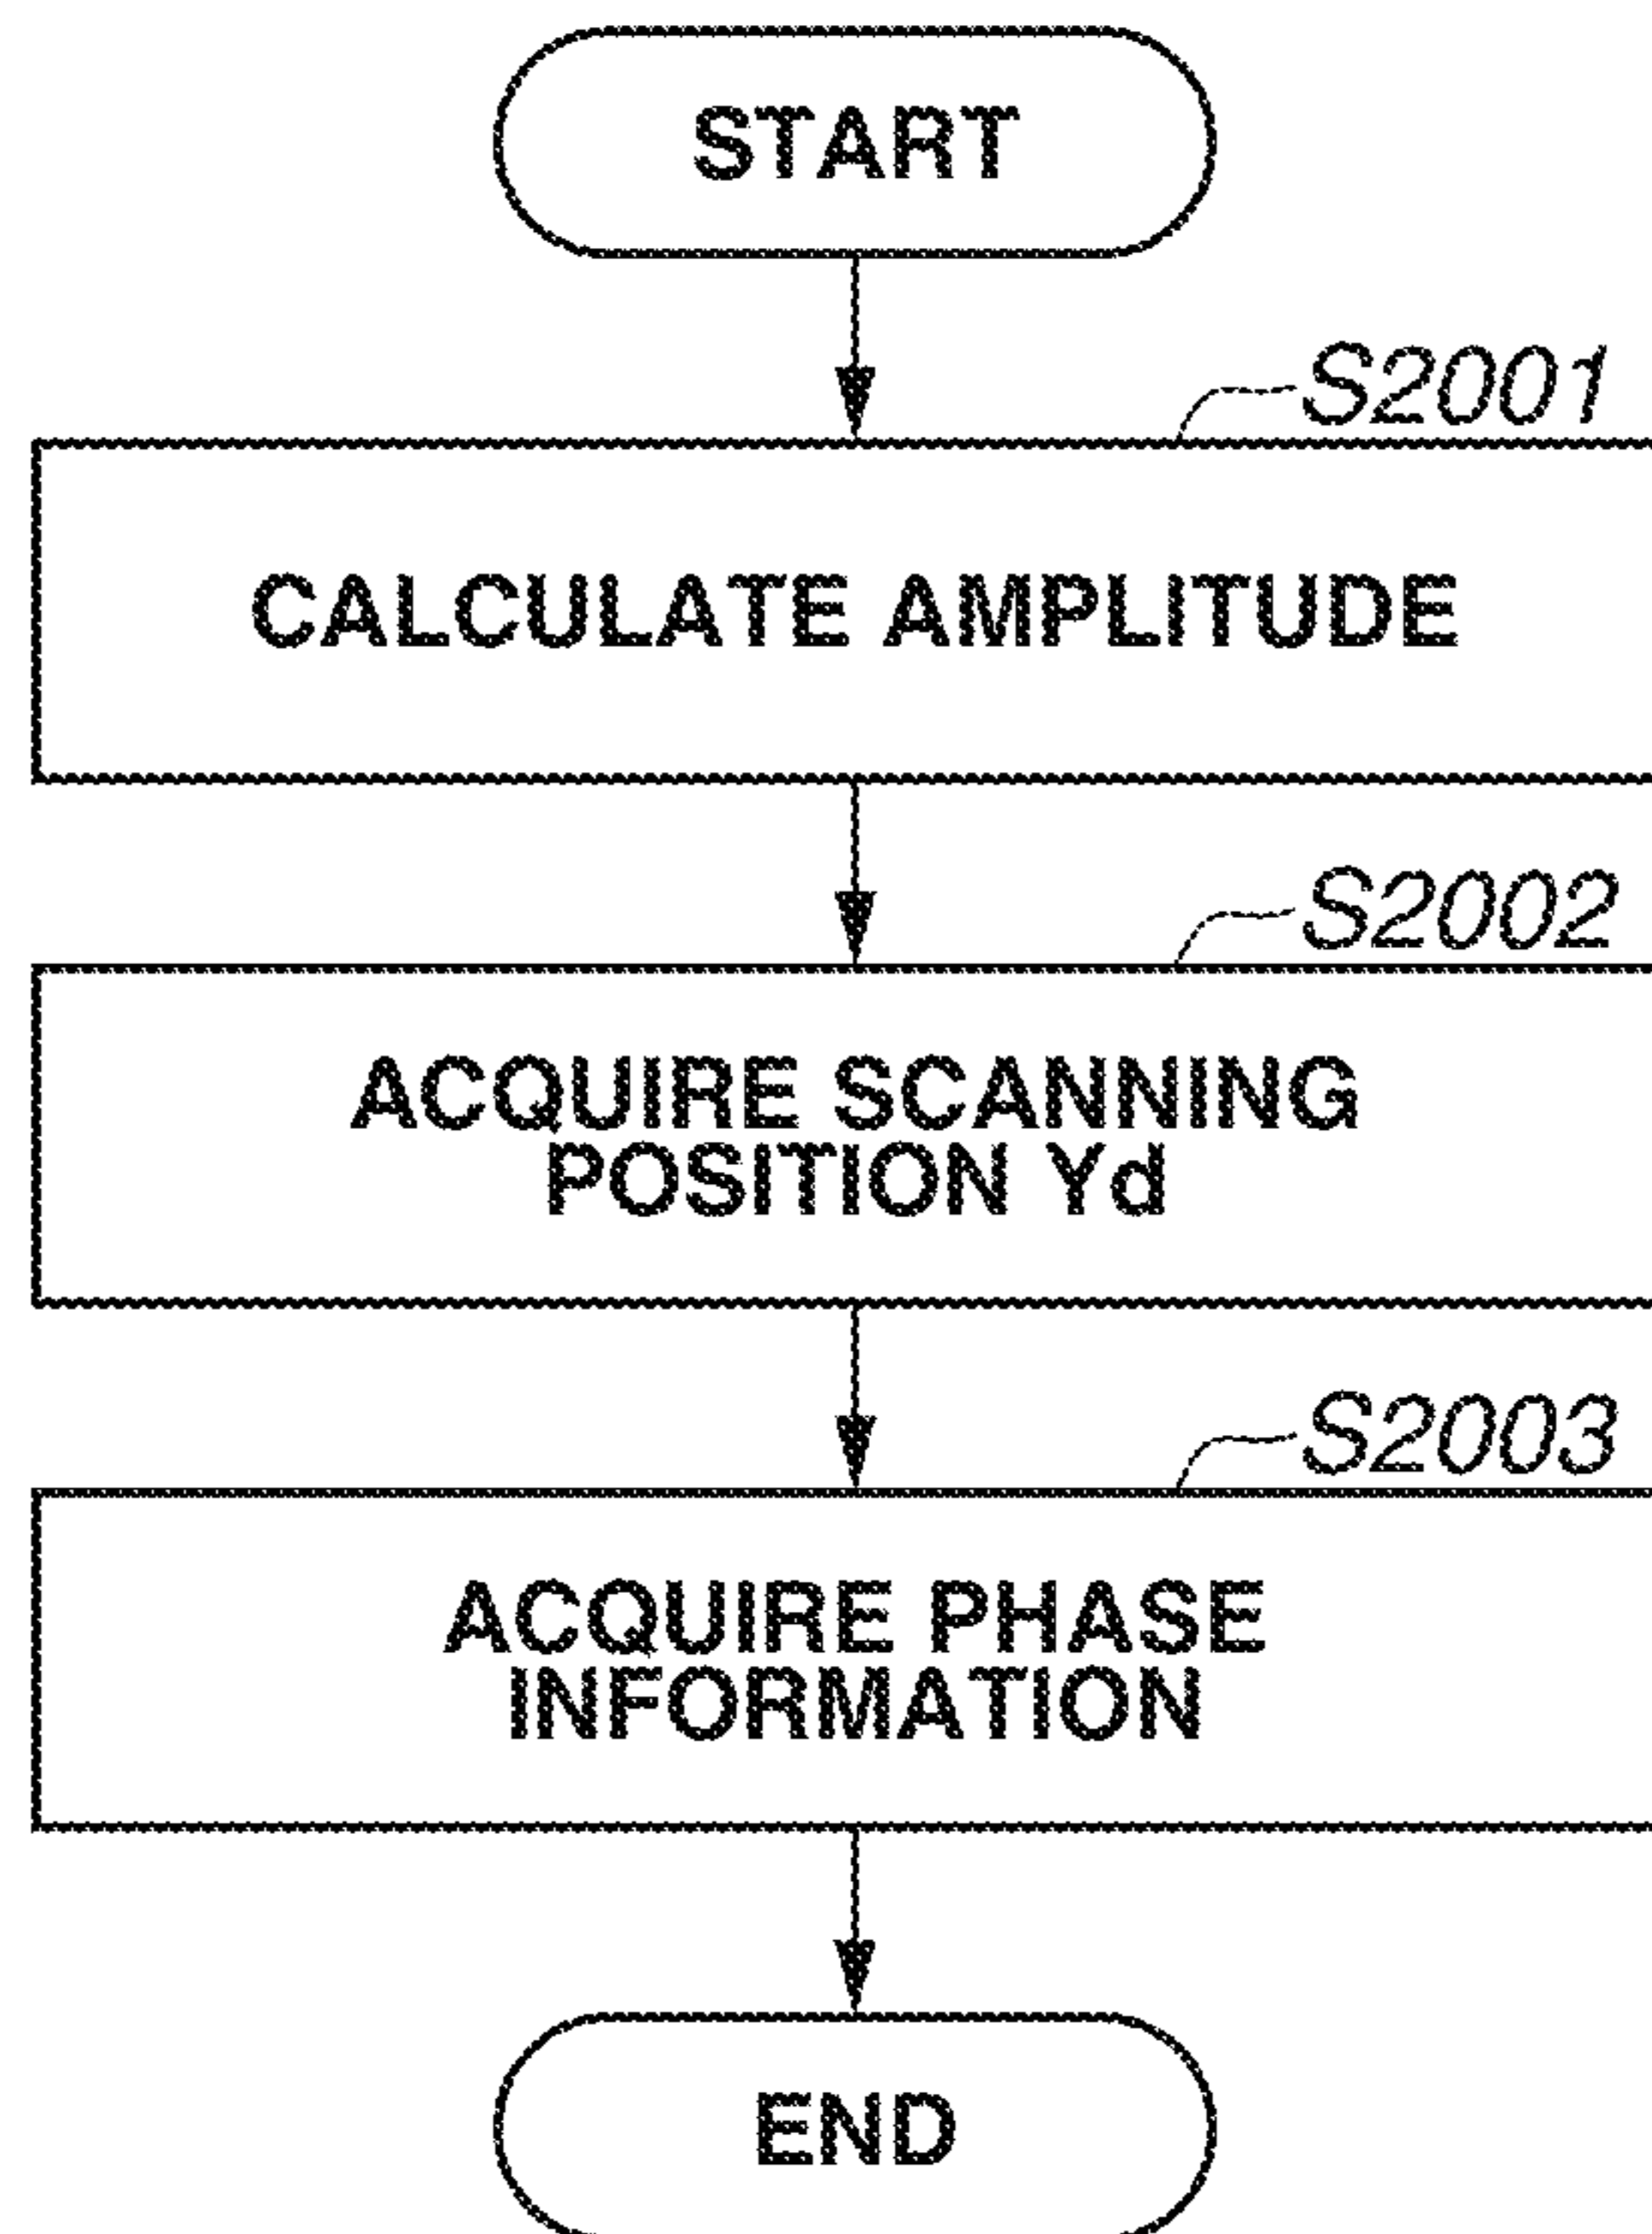 START
S2001
CALCULATE AMPLITUDE
S2002
ACQUIRE SCANNING
POSITION Yd
S2003
ACQUIRE PHASE
INFORMATION
END